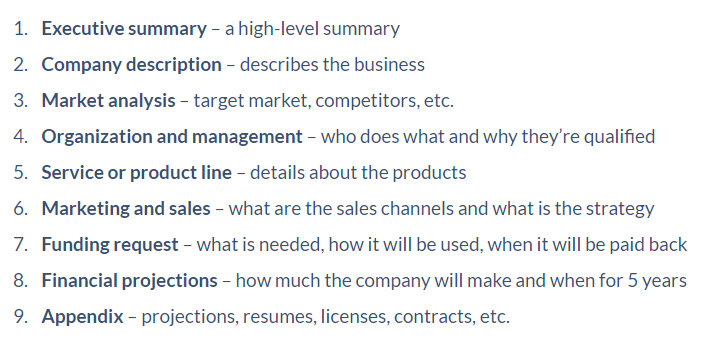 1. Executive summary – a high-level summary
2. Company description – describes the business
3. Market analysis – target market, competitors, etc.
4. Organization and management – who does what and why they’re qualified
5. Service or product line – details about the products
6. Marketing and sales – what are the sales channels and what is the strategy
7. Funding request – what is needed, how it will be used, when it will be paid back
8. Financial projections – how much the company will make and when for 5 years
9. Appendix – projections, resumes, licenses, contracts, etc.